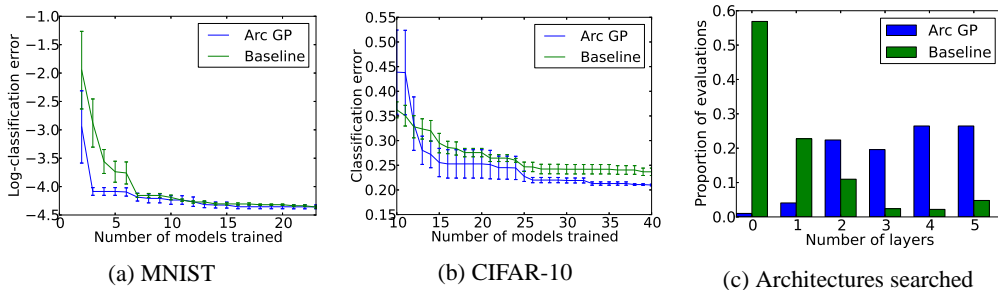 −1.0
−1.5
−2.0
−2.5
−3.0
−3.5
−4.0
−4.5
Log-classification error
0 5 10 15 20
Number of models trained
Arc GP
Baseline
(a) MNIST
0.55
0.50
0.45
0.40
0.35
0.30
0.25
0.20
0.15
Classification error
10 15 20 25 30 35 40
Number of models trained
Arc GP
Baseline
(b) CIFAR-10
0.6
0.5
0.4
0.3
0.2
0.1
0.0
Proportion of evaluations
0 1 2 3 4 5
Number of layers
Arc GP
Baseline
(c) Architectures searched